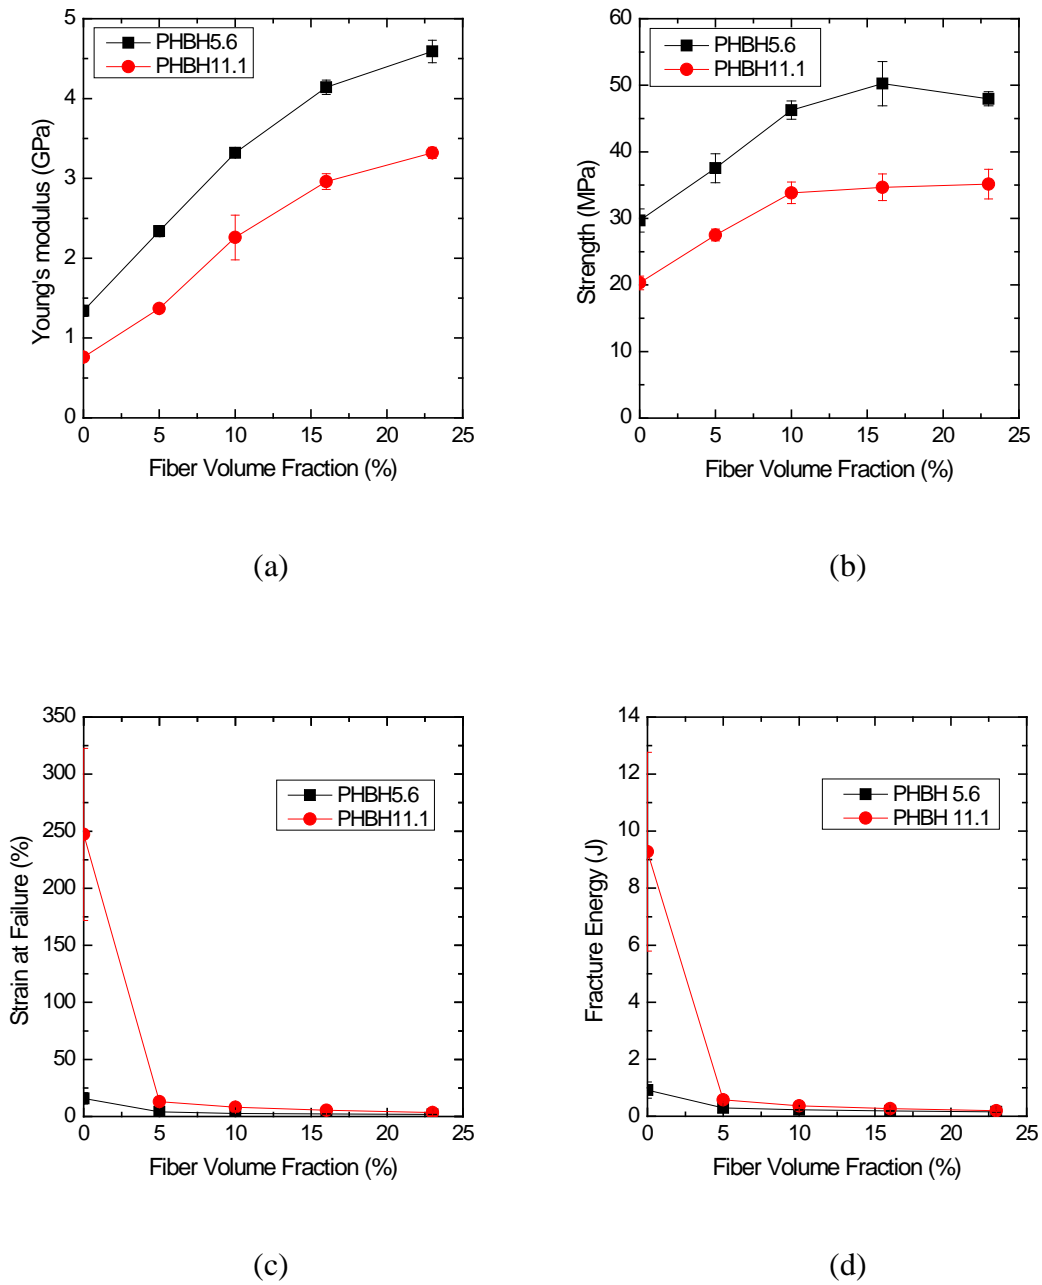 5
4
3
2
1
0
Young's modulus (GPa)
PHBH5.6
PHBH11.1
0 5 10 15 20 25
Fiber Volume Fraction (%)
(a)
60
50
40
30
20
10
0
Strength (MPa)
PHBH5.6
PHBH11.1
0 5 10 15 20 25
Fiber Volume Fraction (%)
(b)
350
300
250
200
150
100
50
0
Strain at Failure (%)
PHBH5.6
PHBH11.1
0 5 10 15 20 25
Fiber Volume Fraction (%)
(c)
14
12
10
8
6
4
2
0
Fracture Energy (J)
PHBH 5.6
PHBH 11.1
0 5 10 15 20 25
Fiber Volume Fraction (%)
(d)